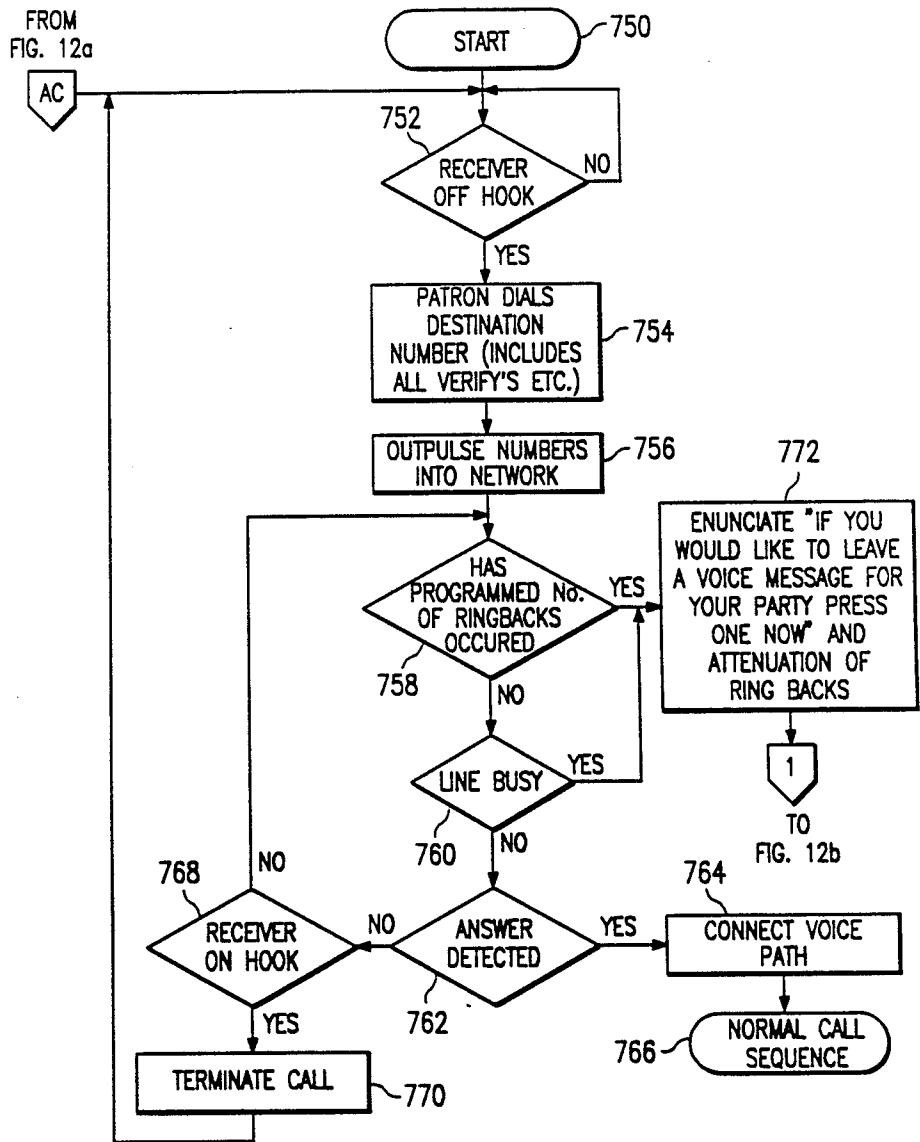 FROM
FIG. 12a
AC
START
750
752
RECEIVER
OFF HOOK
NO
YES
PATRON DIALS
DESTINATION
NUMBER (INCLUDES
ALL VERIFY'S ETC.)
754
OUTPULSE NUMBERS
INTO NETWORK
756
772
ENUNCIATE "IF YOU
WOULD LIKE TO LEAVE
A VOICE MESSAGE FOR
YOUR PARTY PRESS
ONE NOW" AND
ATTENUATION OF
RING BACKS
HAS
PROGRAMMED No.
OF RINGBACKS
OCCURED
YES
758
NO
1
TO
FIG. 12b
LINE BUSY
YES
760
NO
768
NO
RECEIVER
ON HOOK
NO
ANSWER
DETECTED
YES
762
764
CONNECT VOICE
PATH
YES
766
NORMAL CALL
SEQUENCE
TERMINATE CALL
770